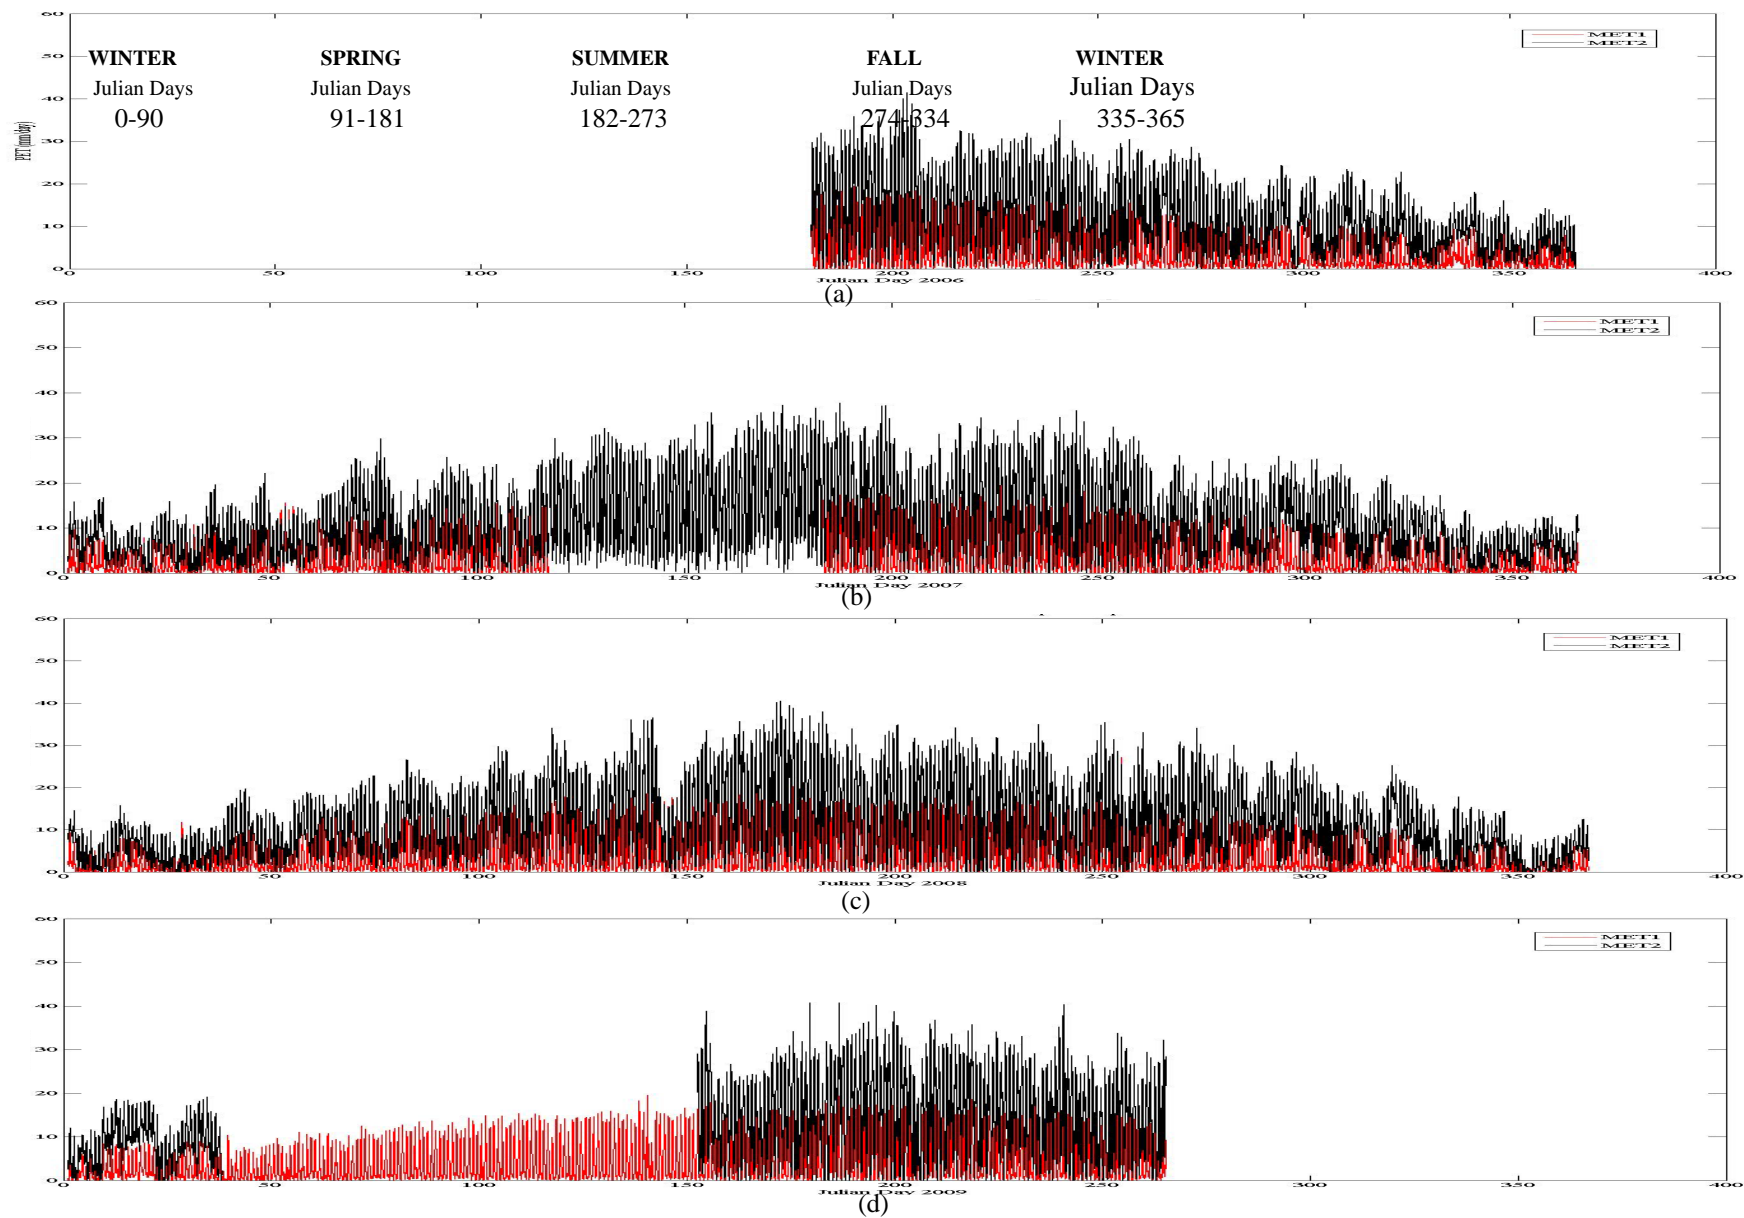 60
MET1
MET2
50
WINTER SPRING SUMMER FALL WINTER
Julian Days Julian Days Julian Days Julian Days Julian Days
0-90 91-181 182-273 274-334 335-365
40
PET (mm/day)
30
20
10
0
0 50 100 150 200 250 300 350 400
Julian Day 2006
(a)
60
MET1
MET2
50
40
30
20
10
0
0 50 100 150 200 250 300 350 400
Julian Day 2007
(b)
60
MET1
MET2
50
40
30
20
10
0
0 50 100 150 200 250 300 350 400
Julian Day 2008
(c)
60
MET1
MET2
50
40
30
20
10
0
0 50 100 150 200 250 300 350 400
Julian Day 2009
(d)